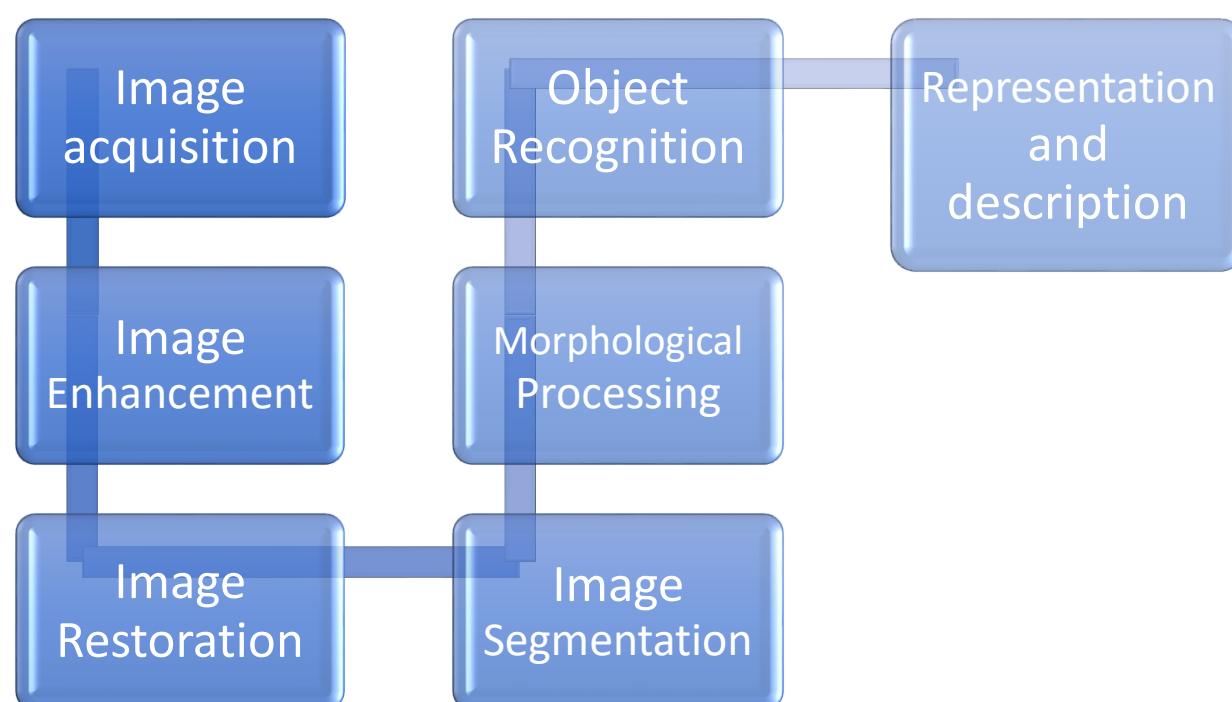 Image
acquisition
Image
Enhancement
Image
Restoration
Image
Segmentation
Morphological
Processing
Object
Recognition
Representation
and
description